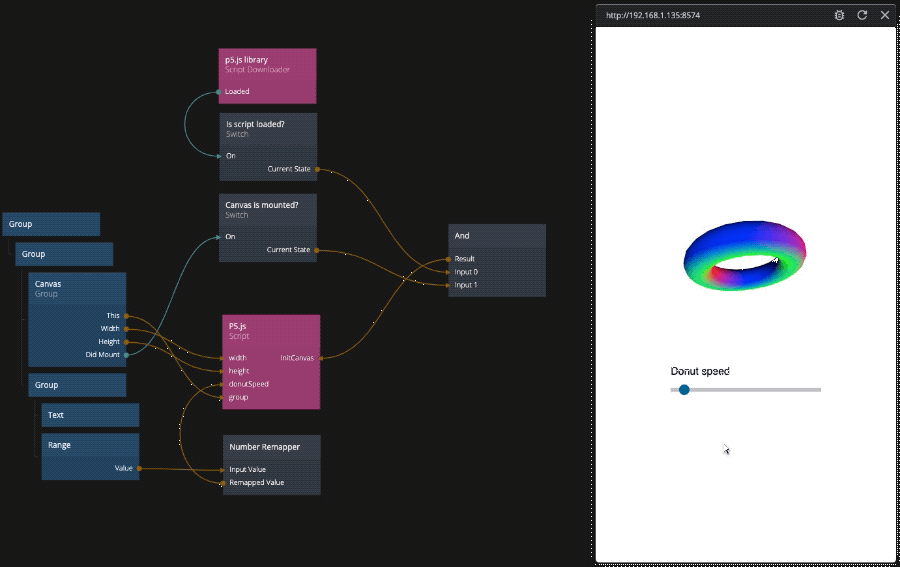 http://192.168.1.135:8574
p5.js library
Script Downloader
Loaded
Is script loaded?
Switch
On
Current State
Canvas is mounted?
Switch
On
Current State
Group
Group
Canvas
Group
This
Width
Height
Did Mount
Group
Text
Range
Value
P5.js
Script
width
InitCanvas
height
donutSpeed
group
Number Remapper
Input Value
Remapped Value
And
Result
Input 0
Input 1
Donut speed